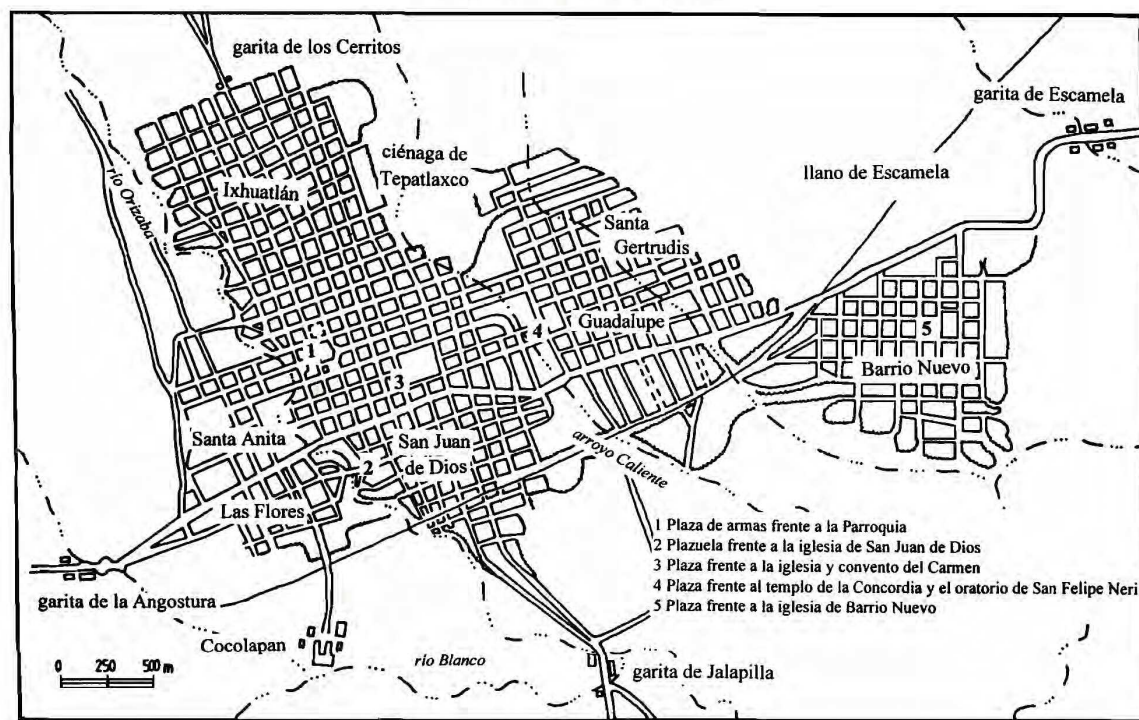 garita de los Cerritos
garita de Escamela
ciénaga de
Tepatlaxco
llano de Escamela
río Orizaba
Ixhuatlán
Santa
Gertrudis
1
4
Guadalupe
5
3
Barrio Nuevo
Santa Anita
San Juan
de Dios
2
arroyo Caliente
Las Flores
1 Plaza de armas frente a la Parroquia
2 Plazuela frente a la iglesia de San Juan de Dios
3 Plaza frente a la iglesia y convento del Carmen
4 Plaza frente al templo de la Concordia y el oratorio de San Felipe Neri
5 Plaza frente a la iglesia de Barrio Nuevo
garita de la Angostura
Cocolapan
río Blanco
garita de Jalapilla
0 250 500 m